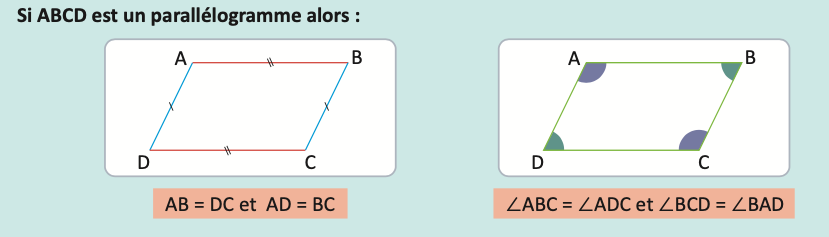 Si ABCD est un parallélogramme alors :
A
B
D
C
A
B
D
C
AB = DC et AD = BC
∠ABC = ∠ADC et ∠BCD = ∠BAD